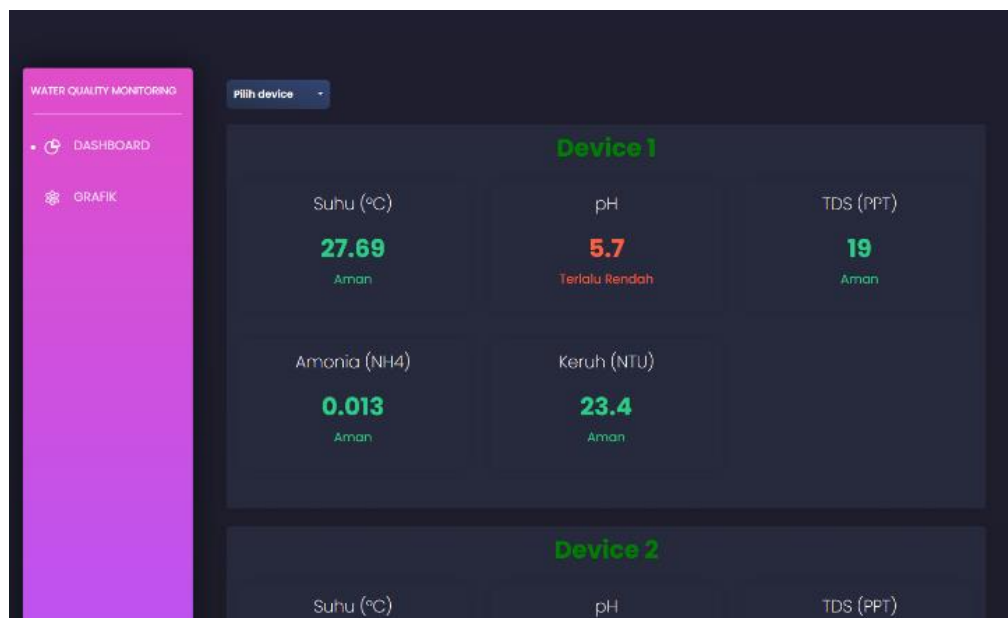 WATER QUALITY MONITORING
DASHBOARD
GRAFIK
Pilih device
Device 1
Suhu (°C)
27.69
Aman
pH
5.7
Terlalu Rendah
TDS (PPT)
19
Aman
Amonia (NH4)
0.013
Aman
Keruh (NTU)
23.4
Aman
Device 2
Suhu (°C)
pH
TDS (PPT)